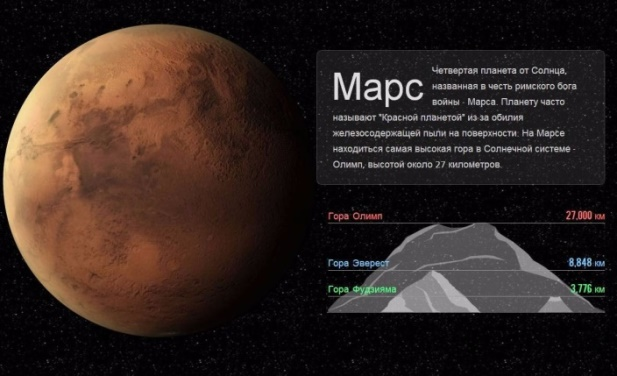 Марс
Четвертая планета от Солнца,
названная в честь римского бога
войны - Марса. Планету часто
называют "Красной планетой" из за обилия
железосодержащей пыли на поверхности. На Марсе
находиться самая высокая гора в Солнечной системе -
Олимп, высотой около 27 километров.
Гора Олимп 27,000 км
Гора Эверест 8,848 км
Гора Фудзияма 3,776 км